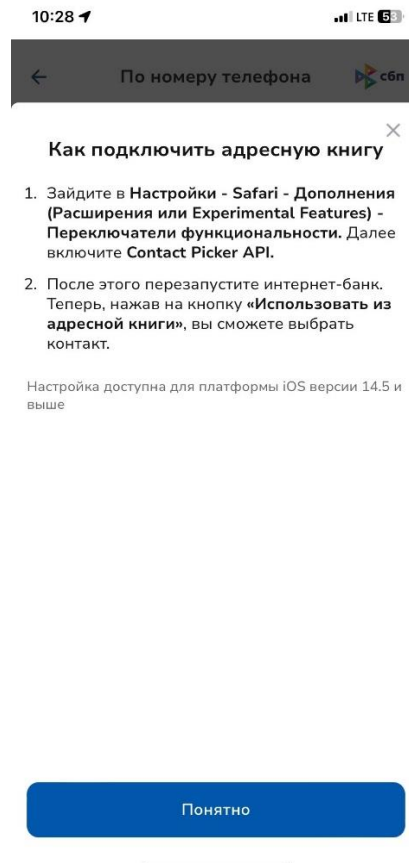 10:28 LTE 53
По номеру телефона сбп
Как подключить адресную книгу
1. Зайдите в Настройки - Safari - Дополнения
(Расширения или Experimental Features) -
Переключатели функциональности. Далее
включите Contact Picker API.
2. После этого перезапустите интернет-банк.
Теперь, нажав на кнопку «Использовать из
адресной книги», вы сможете выбрать
контакт.
Настройка доступна для платформы iOS версии 14.5 и
выше
Понятно